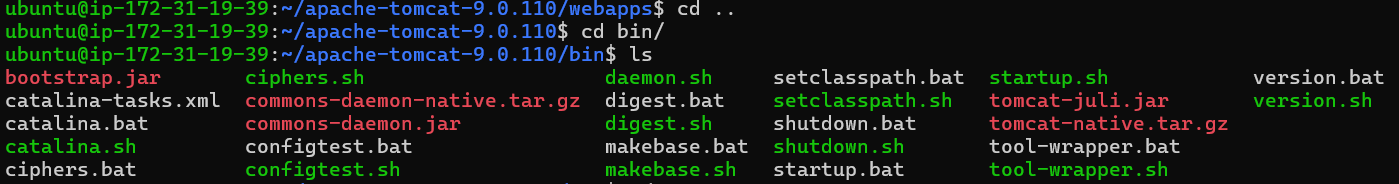 ubuntu@ip-172-31-19-39:~/apache-tomcat-9.0.110/webapps$ cd ..
ubuntu@ip-172-31-19-39:~/apache-tomcat-9.0.110$ cd bin/
ubuntu@ip-172-31-19-39:~/apache-tomcat-9.0.110/bin$ ls
bootstrap.jar ciphers.sh daemon.sh setclasspath.bat startup.sh version.bat
catalina-tasks.xml commons-daemon-native.tar.gz digest.bat setclasspath.sh tomcat-juli.jar version.sh
catalina.bat commons-daemon.jar digest.sh shutdown.bat tomcat-native.tar.gz
catalina.sh configtest.bat makebase.bat shutdown.sh tool-wrapper.bat
ciphers.bat configtest.sh makebase.sh startup.bat tool-wrapper.sh